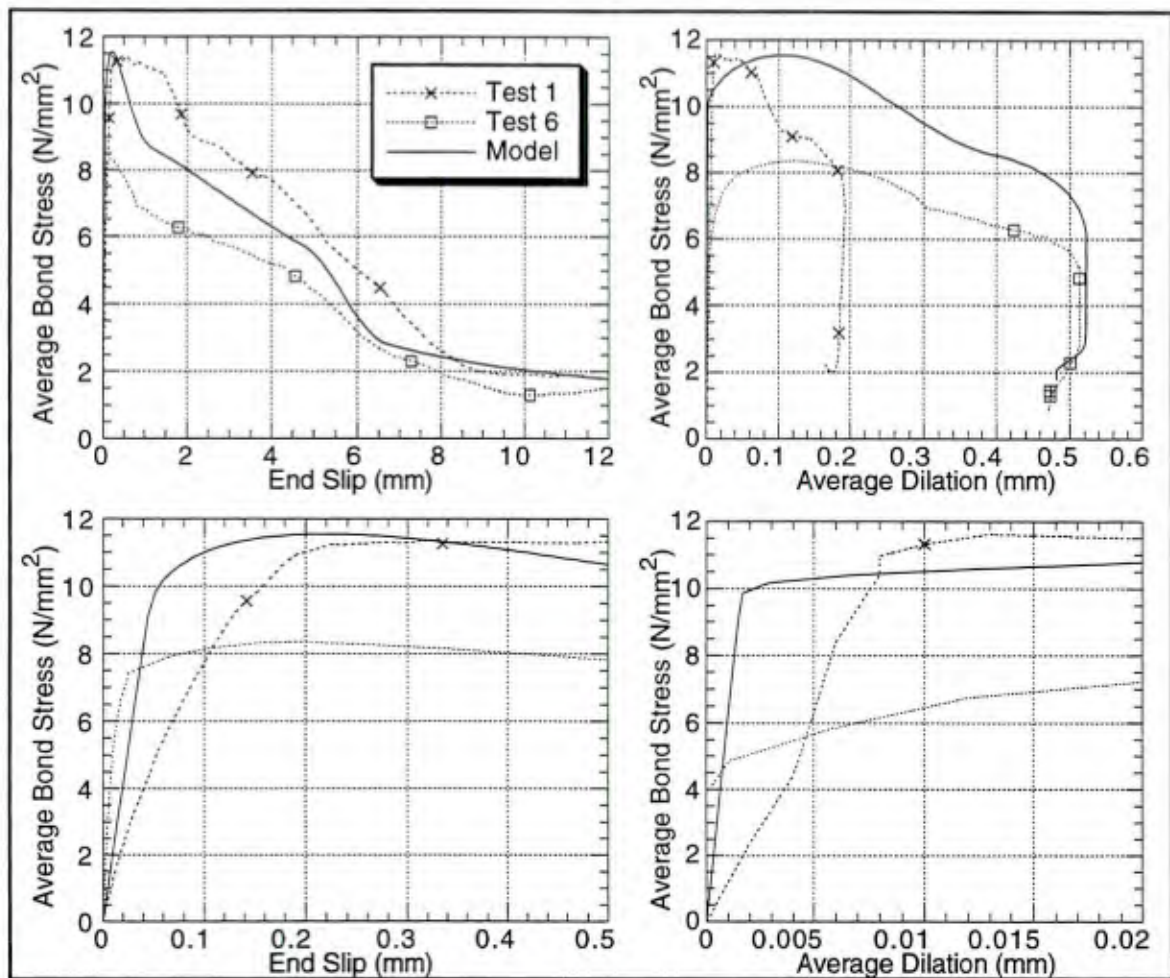 12
10
8
6
4
2
0
Average Bond Stress (N/mm²)
0 2 4 6 8 10 12
End Slip (mm)
Test 1
Test 6
Model
12
10
8
6
4
2
0
Average Bond Stress (N/mm²)
0 0.1 0.2 0.3 0.4 0.5 0.6
Average Dilation (mm)
12
10
8
6
4
2
0
Average Bond Stress (N/mm²)
0 0.1 0.2 0.3 0.4 0.5
End Slip (mm)
12
10
8
6
4
2
0
Average Bond Stress (N/mm²)
0 0.005 0.01 0.015 0.02
Average Dilation (mm)